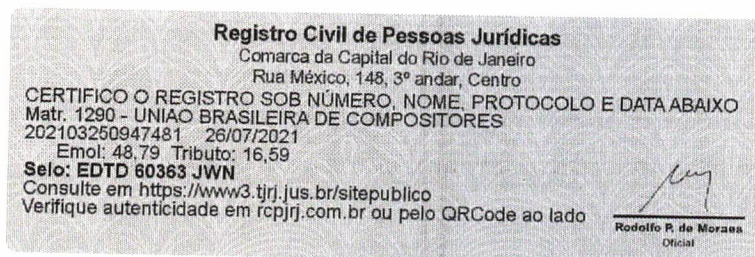 Registro Civil de Pessoas Jurídicas
Comarca da Capital do Rio de Janeiro
Rua México, 148, 3º andar, Centro
CERTIFICO O REGISTRO SOB NÚMERO, NOME, PROTOCOLO E DATA ABAIXO
Matr. 1290 - UNIAO BRASILEIRA DE COMPOSITORES
202103250947481 26/07/2021
Emol: 48,79 Tributo: 16,59
Selo: EDTD 60363 JWN
Consulte em https://www3.tjrj.jus.br/sitepublico
Verifique autenticidade em rcpjrj.com.br ou pelo QRCode ao lado
Rodolfo P. de Moraes
Oficial